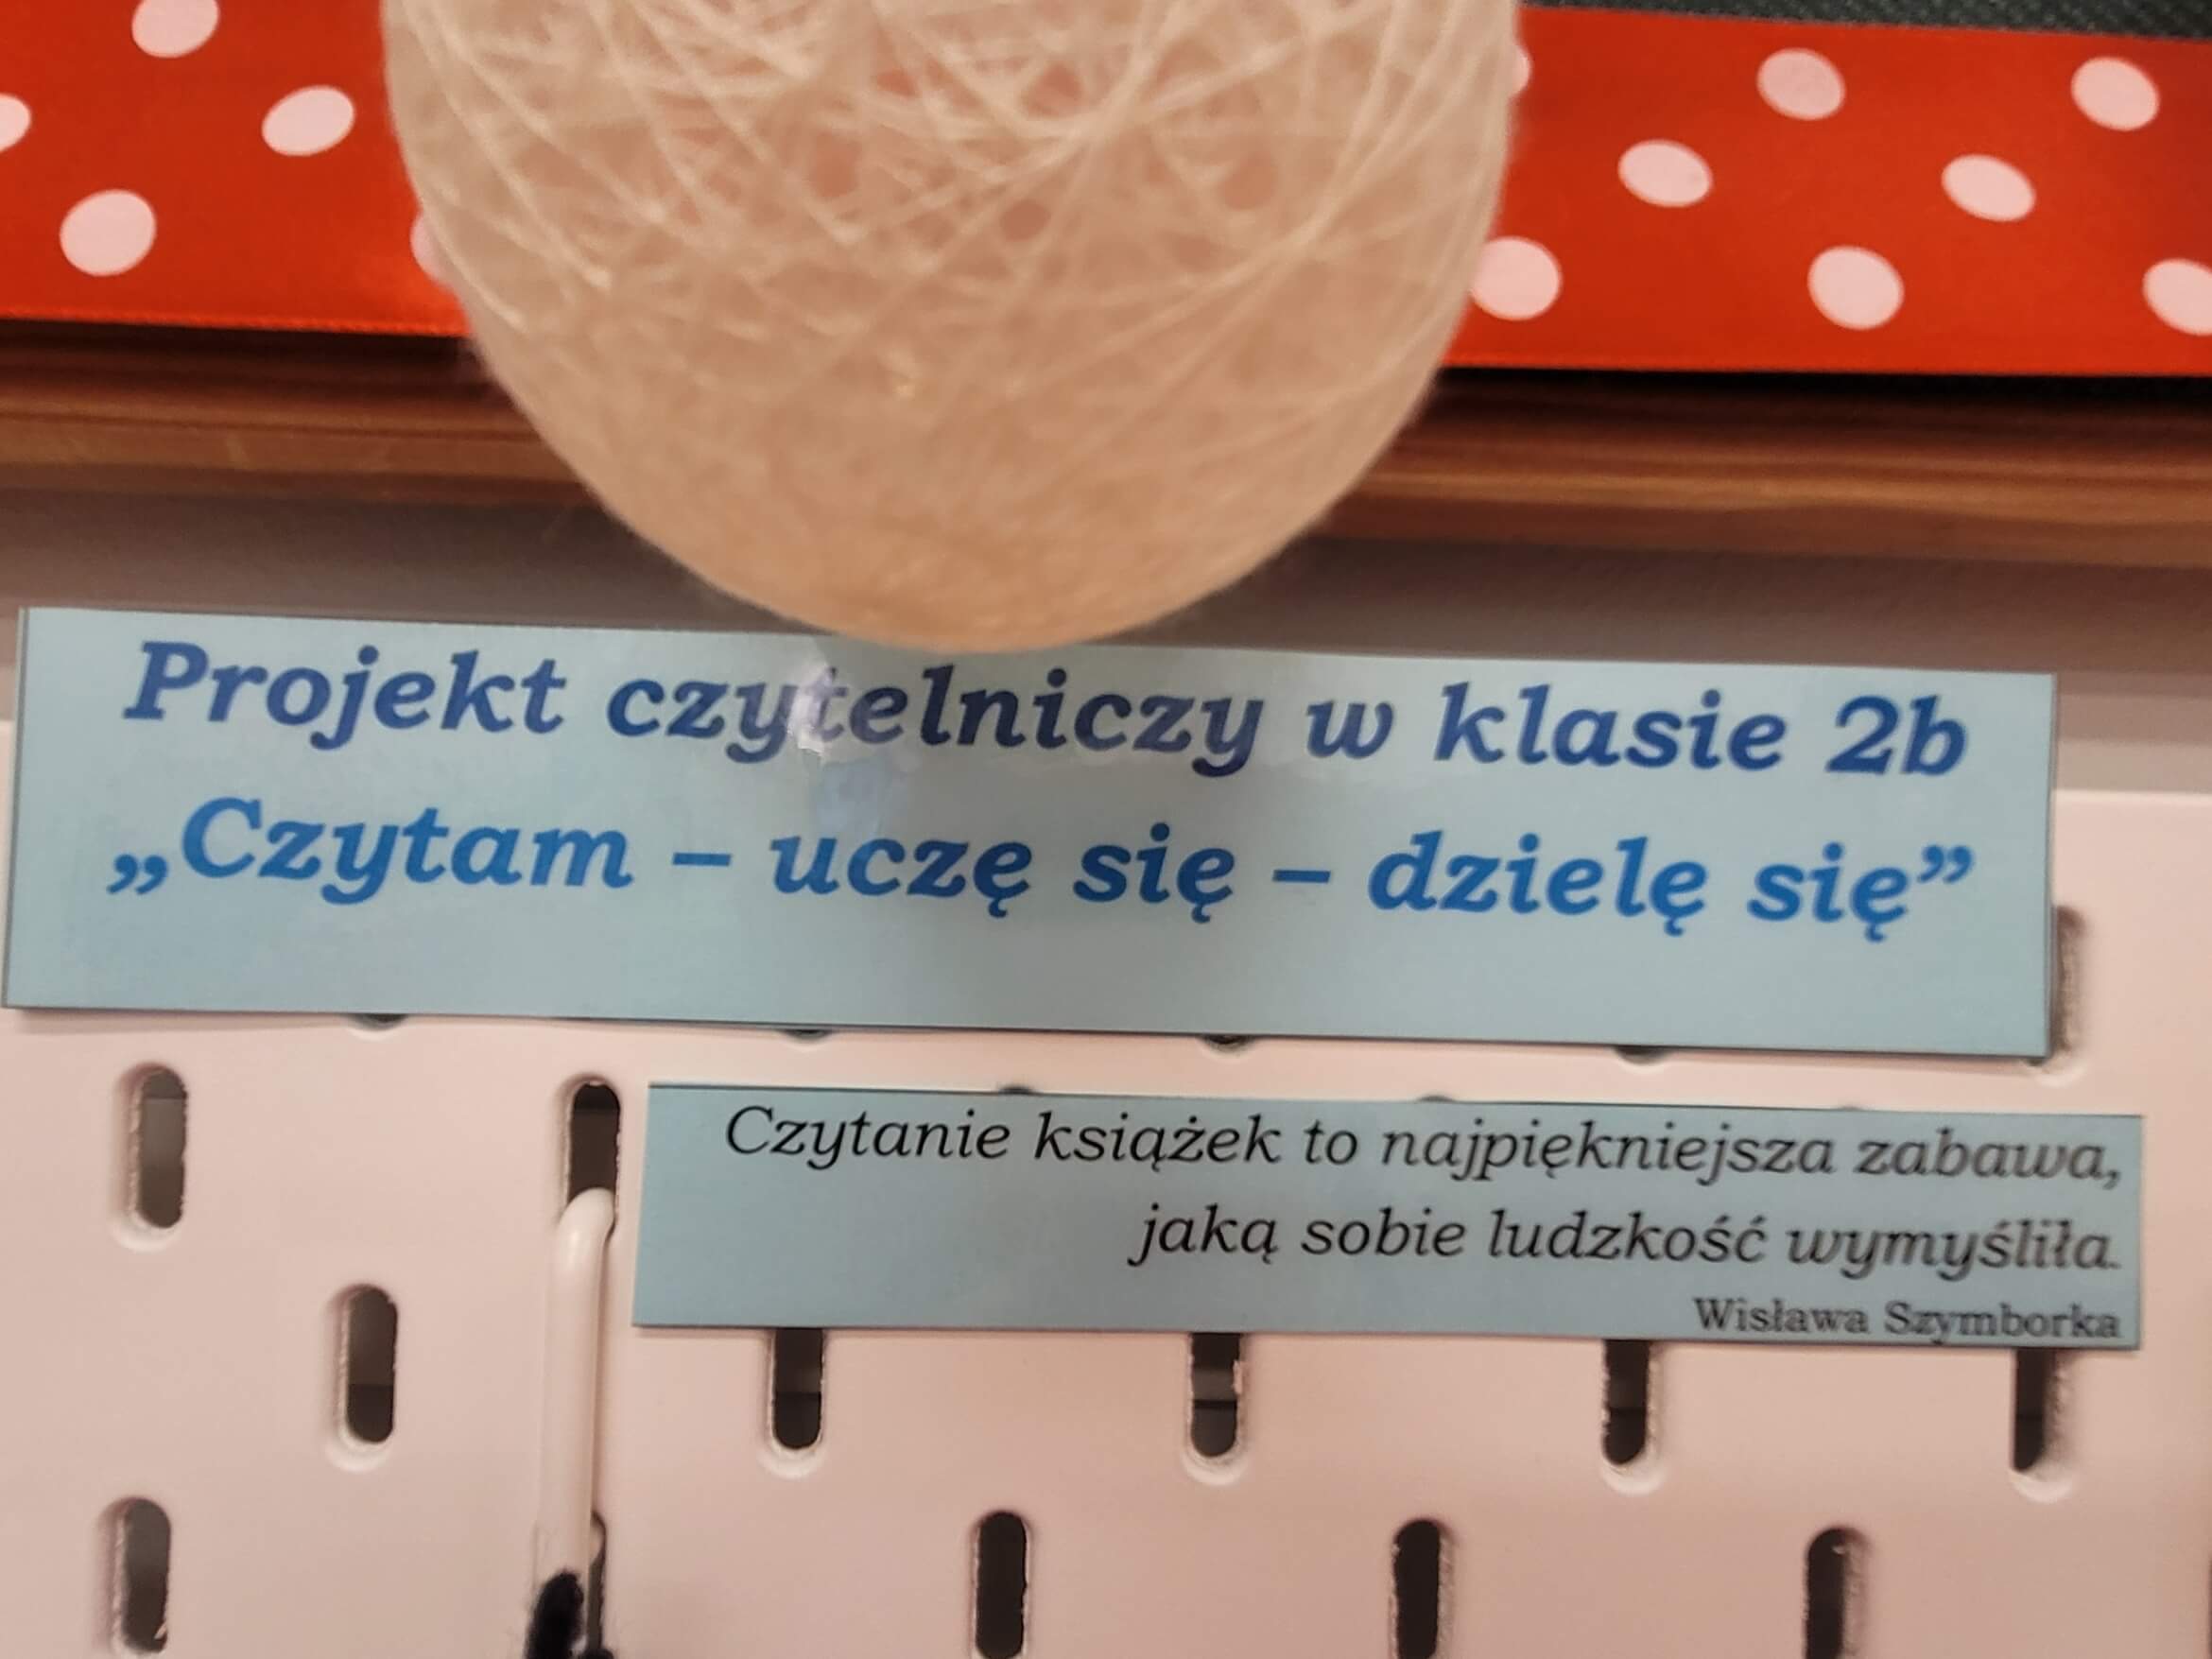 Projekt czytelniczy w klasie 2b
„Czytam – uczę się – dzielę się”
Czytanie książek to najpiękniejsza zabawa,
jaką sobie ludzkość wymyśliła.
Wisława Szymborka